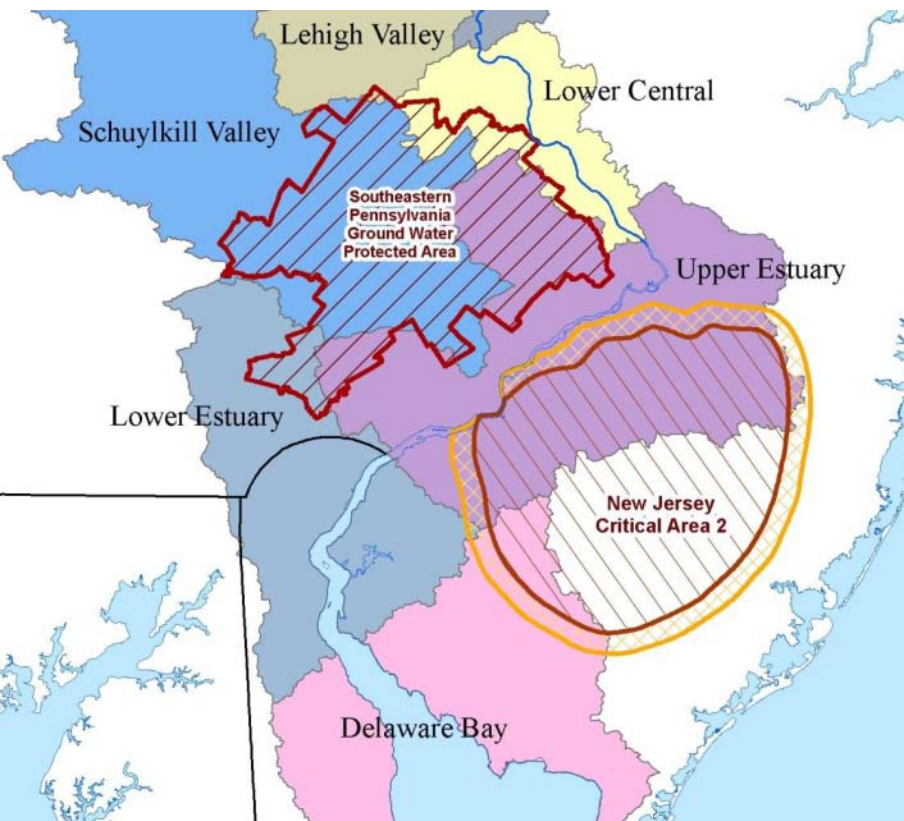 Lehigh Valley
Lower Central
Schuylkill Valley
Southeastern
Pennsylvania
Ground Water
Protected Area
Upper Estuary
Lower Estuary
New Jersey
Critical Area 2
Delaware Bay